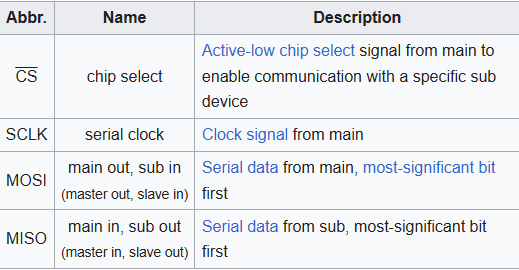 Abbr. Name Description
C̅S̅ chip select Active-low chip select signal from main to
enable communication with a specific sub
device
SCLK serial clock Clock signal from main
MOSI main out, sub in
(master out, slave in) Serial data from main, most-significant bit
first
MISO main in, sub out
(master in, slave out) Serial data from sub, most-significant bit
first